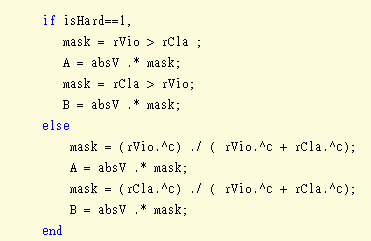 if isHard==1,
mask = rVio > rCla ;
A = absV .* mask;
mask = rCla > rVio;
B = absV .* mask;
else
mask = (rVio.^c) ./ ( rVio.^c + rCla.^c);
A = absV .* mask;
mask = (rCla.^c) ./ ( rVio.^c + rCla.^c);
B = absV .* mask;
end